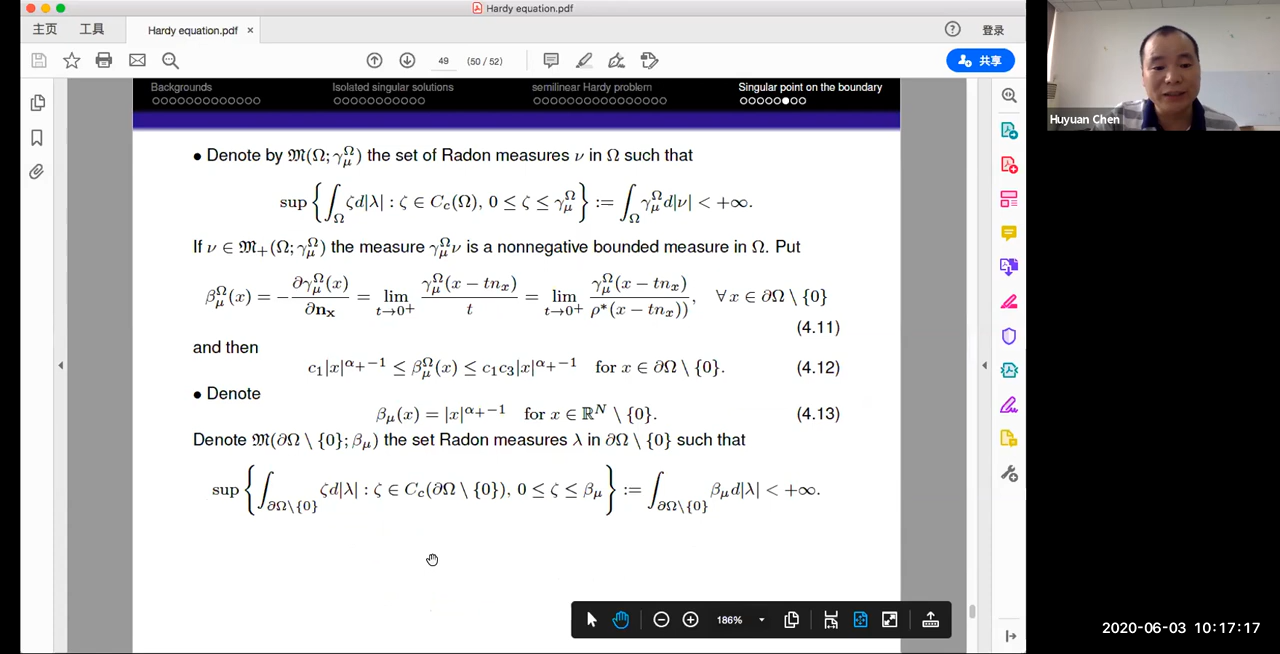 Hardy equation.pdf
主页 工具 Hardy equation.pdf × 登录
49 (50 / 52) 共享
Backgrounds Isolated singular solutions semilinear Hardy problem Singular point on the boundary
Huyuan Chen
• Denote by 𝔐(Ω; γ_μ^Ω) the set of Radon measures ν in Ω such that
sup { ∫_Ω ζd|λ| : ζ ∈ C_c(Ω), 0 ≤ ζ ≤ γ_μ^Ω } := ∫_Ω γ_μ^Ω d|ν| < +∞.
If ν ∈ 𝔐_+(Ω; γ_μ^Ω) the measure γ_μ^Ω ν is a nonnegative bounded measure in Ω. Put
β_μ^Ω(x) = −∂γ_μ^Ω(x)/∂n_x = lim_{t→0^+} γ_μ^Ω(x − tn_x)/t = lim_{t→0^+} γ_μ^Ω(x − tn_x)/ρ*(x − tn_x)), ∀ x ∈ ∂Ω \ {0}
(4.11)
and then
c_1|x|^{α_+−1} ≤ β_μ^Ω(x) ≤ c_1c_3|x|^{α_+−1} for x ∈ ∂Ω \ {0}. (4.12)
• Denote
β_μ(x) = |x|^{α_+−1} for x ∈ ℝ^N \ {0}. (4.13)
Denote 𝔐(∂Ω \ {0}; β_μ) the set Radon measures λ in ∂Ω \ {0} such that
sup { ∫_{∂Ω\{0}} ζd|λ| : ζ ∈ C_c(∂Ω \ {0}), 0 ≤ ζ ≤ β_μ } := ∫_{∂Ω\{0}} β_μ d|λ| < +∞.
186%
2020-06-03 10:17:17